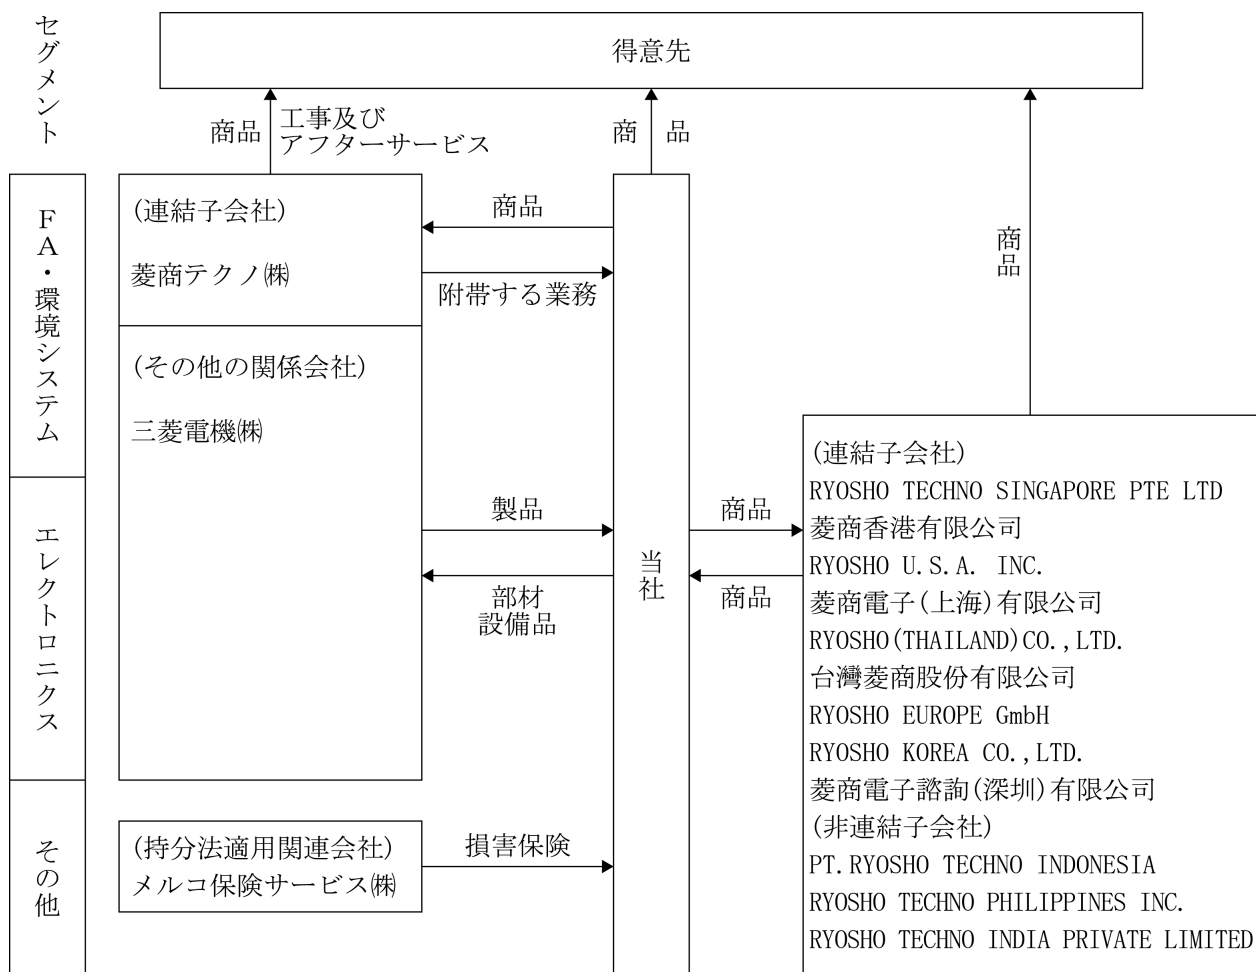 セグメント
得意先
商品
工事及び
アフターサービス
商　品
商品
FA・環境システム
(連結子会社)
菱商テクノ㈱
商品
附帯する業務
(その他の関係会社)
三菱電機㈱
エレクトロニクス
製品
部材
設備品
当社
商品
商品
(連結子会社)
RYOSHO TECHNO SINGAPORE PTE LTD
菱商香港有限公司
RYOSHO U.S.A. INC.
菱商電子(上海)有限公司
RYOSHO(THAILAND)CO.,LTD.
台灣菱商股份有限公司
RYOSHO EUROPE GmbH
RYOSHO KOREA CO.,LTD.
菱商電子諮詢(深圳)有限公司
(非連結子会社)
PT.RYOSHO TECHNO INDONESIA
RYOSHO TECHNO PHILIPPINES INC.
RYOSHO TECHNO INDIA PRIVATE LIMITED
その他
(持分法適用関連会社)
メルコ保険サービス㈱
損害保険